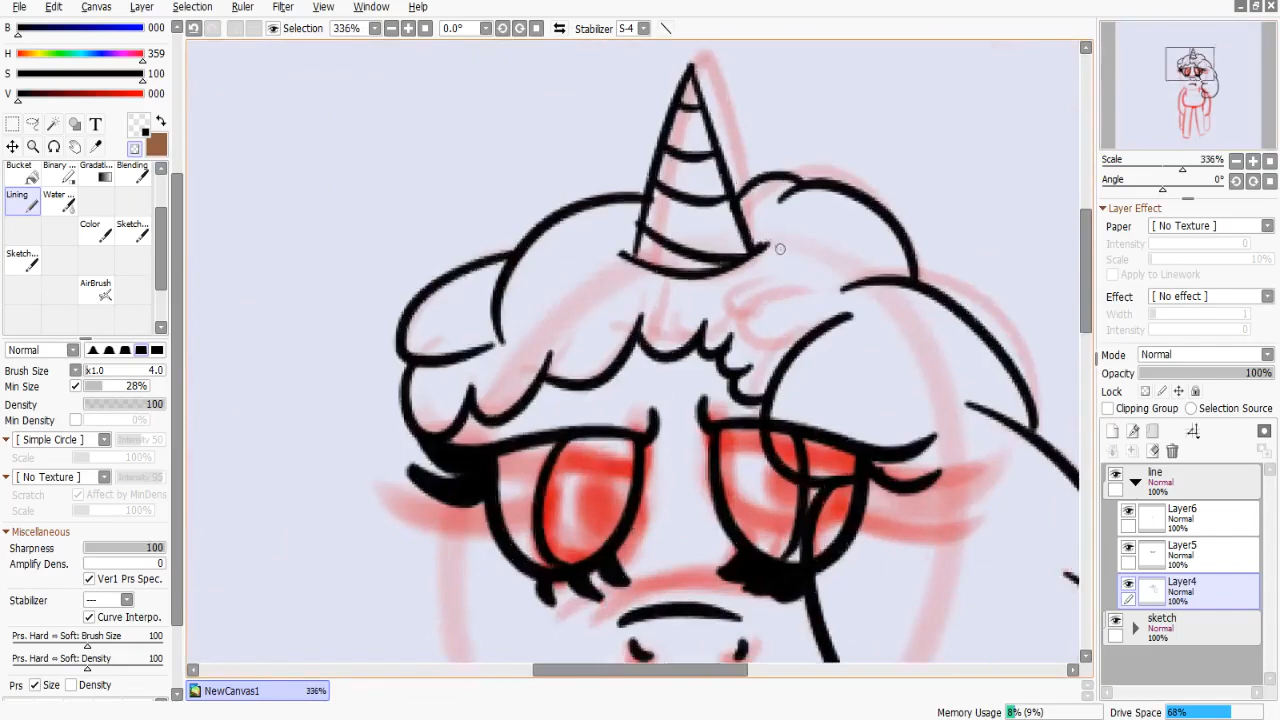 File Edit Canvas Layer Selection Ruler Filter View Window Help
B 000
H 359
S 100
V 000
Selection 336% 0.0° Stabilizer S-4
T
Bucket Binary ... Gradati... Blending
Lining Water ...
Color Sketch...
Sketch...
AirBrush
Normal
Brush Size x1.0 4.0
Min Size 28%
Density 100
Min Density 0%
[ Simple Circle ] Intensity 50
Scale 100%
[ No Texture ] Intensity 95
Scratch Affect by MinDens
Scale 100%
Miscellaneous
Sharpness 100
Amplify Dens. 0
Ver1 Prs Spec.
Stabilizer ---
Curve Interpo.
Prs. Hard ⇔ Soft: Brush Size 100
Prs. Hard ⇔ Soft: Density 100
Prs Size Density
NewCanvas1 336%
Scale 336%
Angle 0°
Layer Effect
Paper [ No Texture ]
Intensity 0
Scale 10%
Apply to Linework
Effect [ No effect ]
Width 1
Intensity 0
Mode Normal
Opacity 100%
Lock
Clipping Group Selection Source
line
Normal
100%
Layer6
Normal
100%
Layer5
Normal
100%
Layer4
Normal
100%
sketch
Normal
100%
Memory Usage 8% (9%) Drive Space 68%